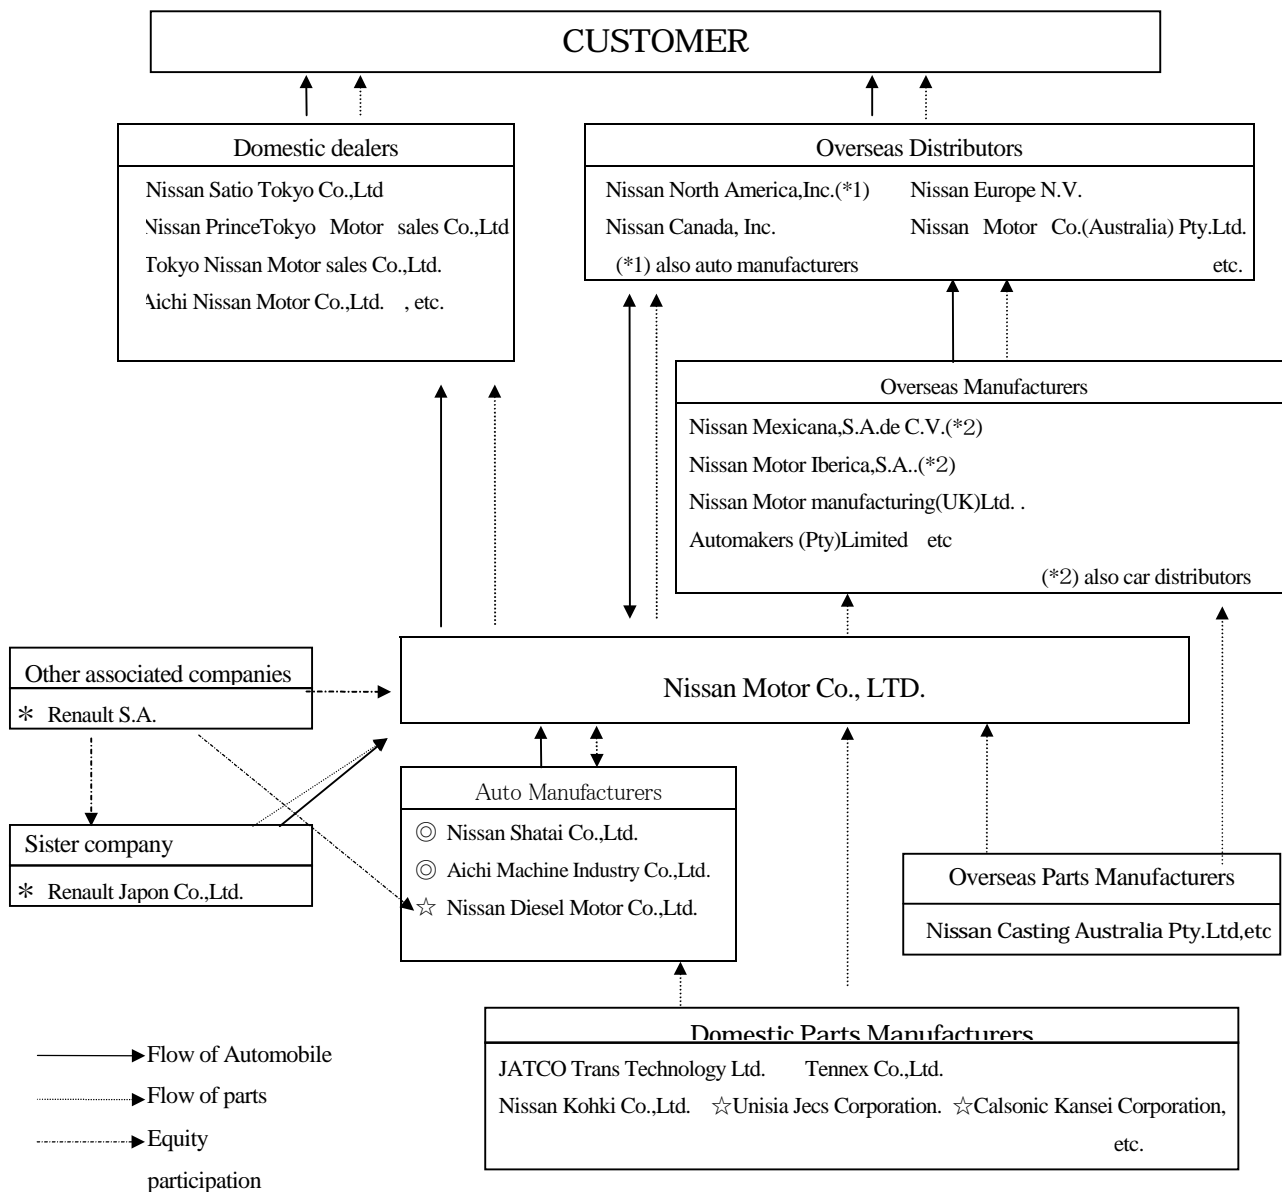 CUSTOMER
Domestic dealers
Nissan Satio Tokyo Co.,Ltd
Nissan PrinceTokyo Motor sales Co.,Ltd
Tokyo Nissan Motor sales Co.,Ltd.
Aichi Nissan Motor Co.,Ltd. , etc.
Overseas Distributors
Nissan North America,Inc.(*1) Nissan Europe N.V.
Nissan Canada, Inc. Nissan Motor Co.(Australia) Pty.Ltd.
(*1) also auto manufacturers etc.
Overseas Manufacturers
Nissan Mexicana,S.A.de C.V.(*2)
Nissan Motor Iberica,S.A..(*2)
Nissan Motor manufacturing(UK)Ltd. .
Automakers (Pty)Limited etc
(*2) also car distributors
Other associated companies
* Renault S.A.
Nissan Motor Co., LTD.
Sister company
* Renault Japon Co.,Ltd.
Auto Manufacturers
◎ Nissan Shatai Co.,Ltd.
◎ Aichi Machine Industry Co.,Ltd.
☆ Nissan Diesel Motor Co.,Ltd.
Overseas Parts Manufacturers
Nissan Casting Australia Pty.Ltd,etc
Domestic Parts Manufacturers
JATCO Trans Technology Ltd. Tennex Co.,Ltd.
Nissan Kohki Co.,Ltd. ☆Unisia Jecs Corporation. ☆Calsonic Kansei Corporation,
etc.
Flow of Automobile
Flow of parts
Equity
participation